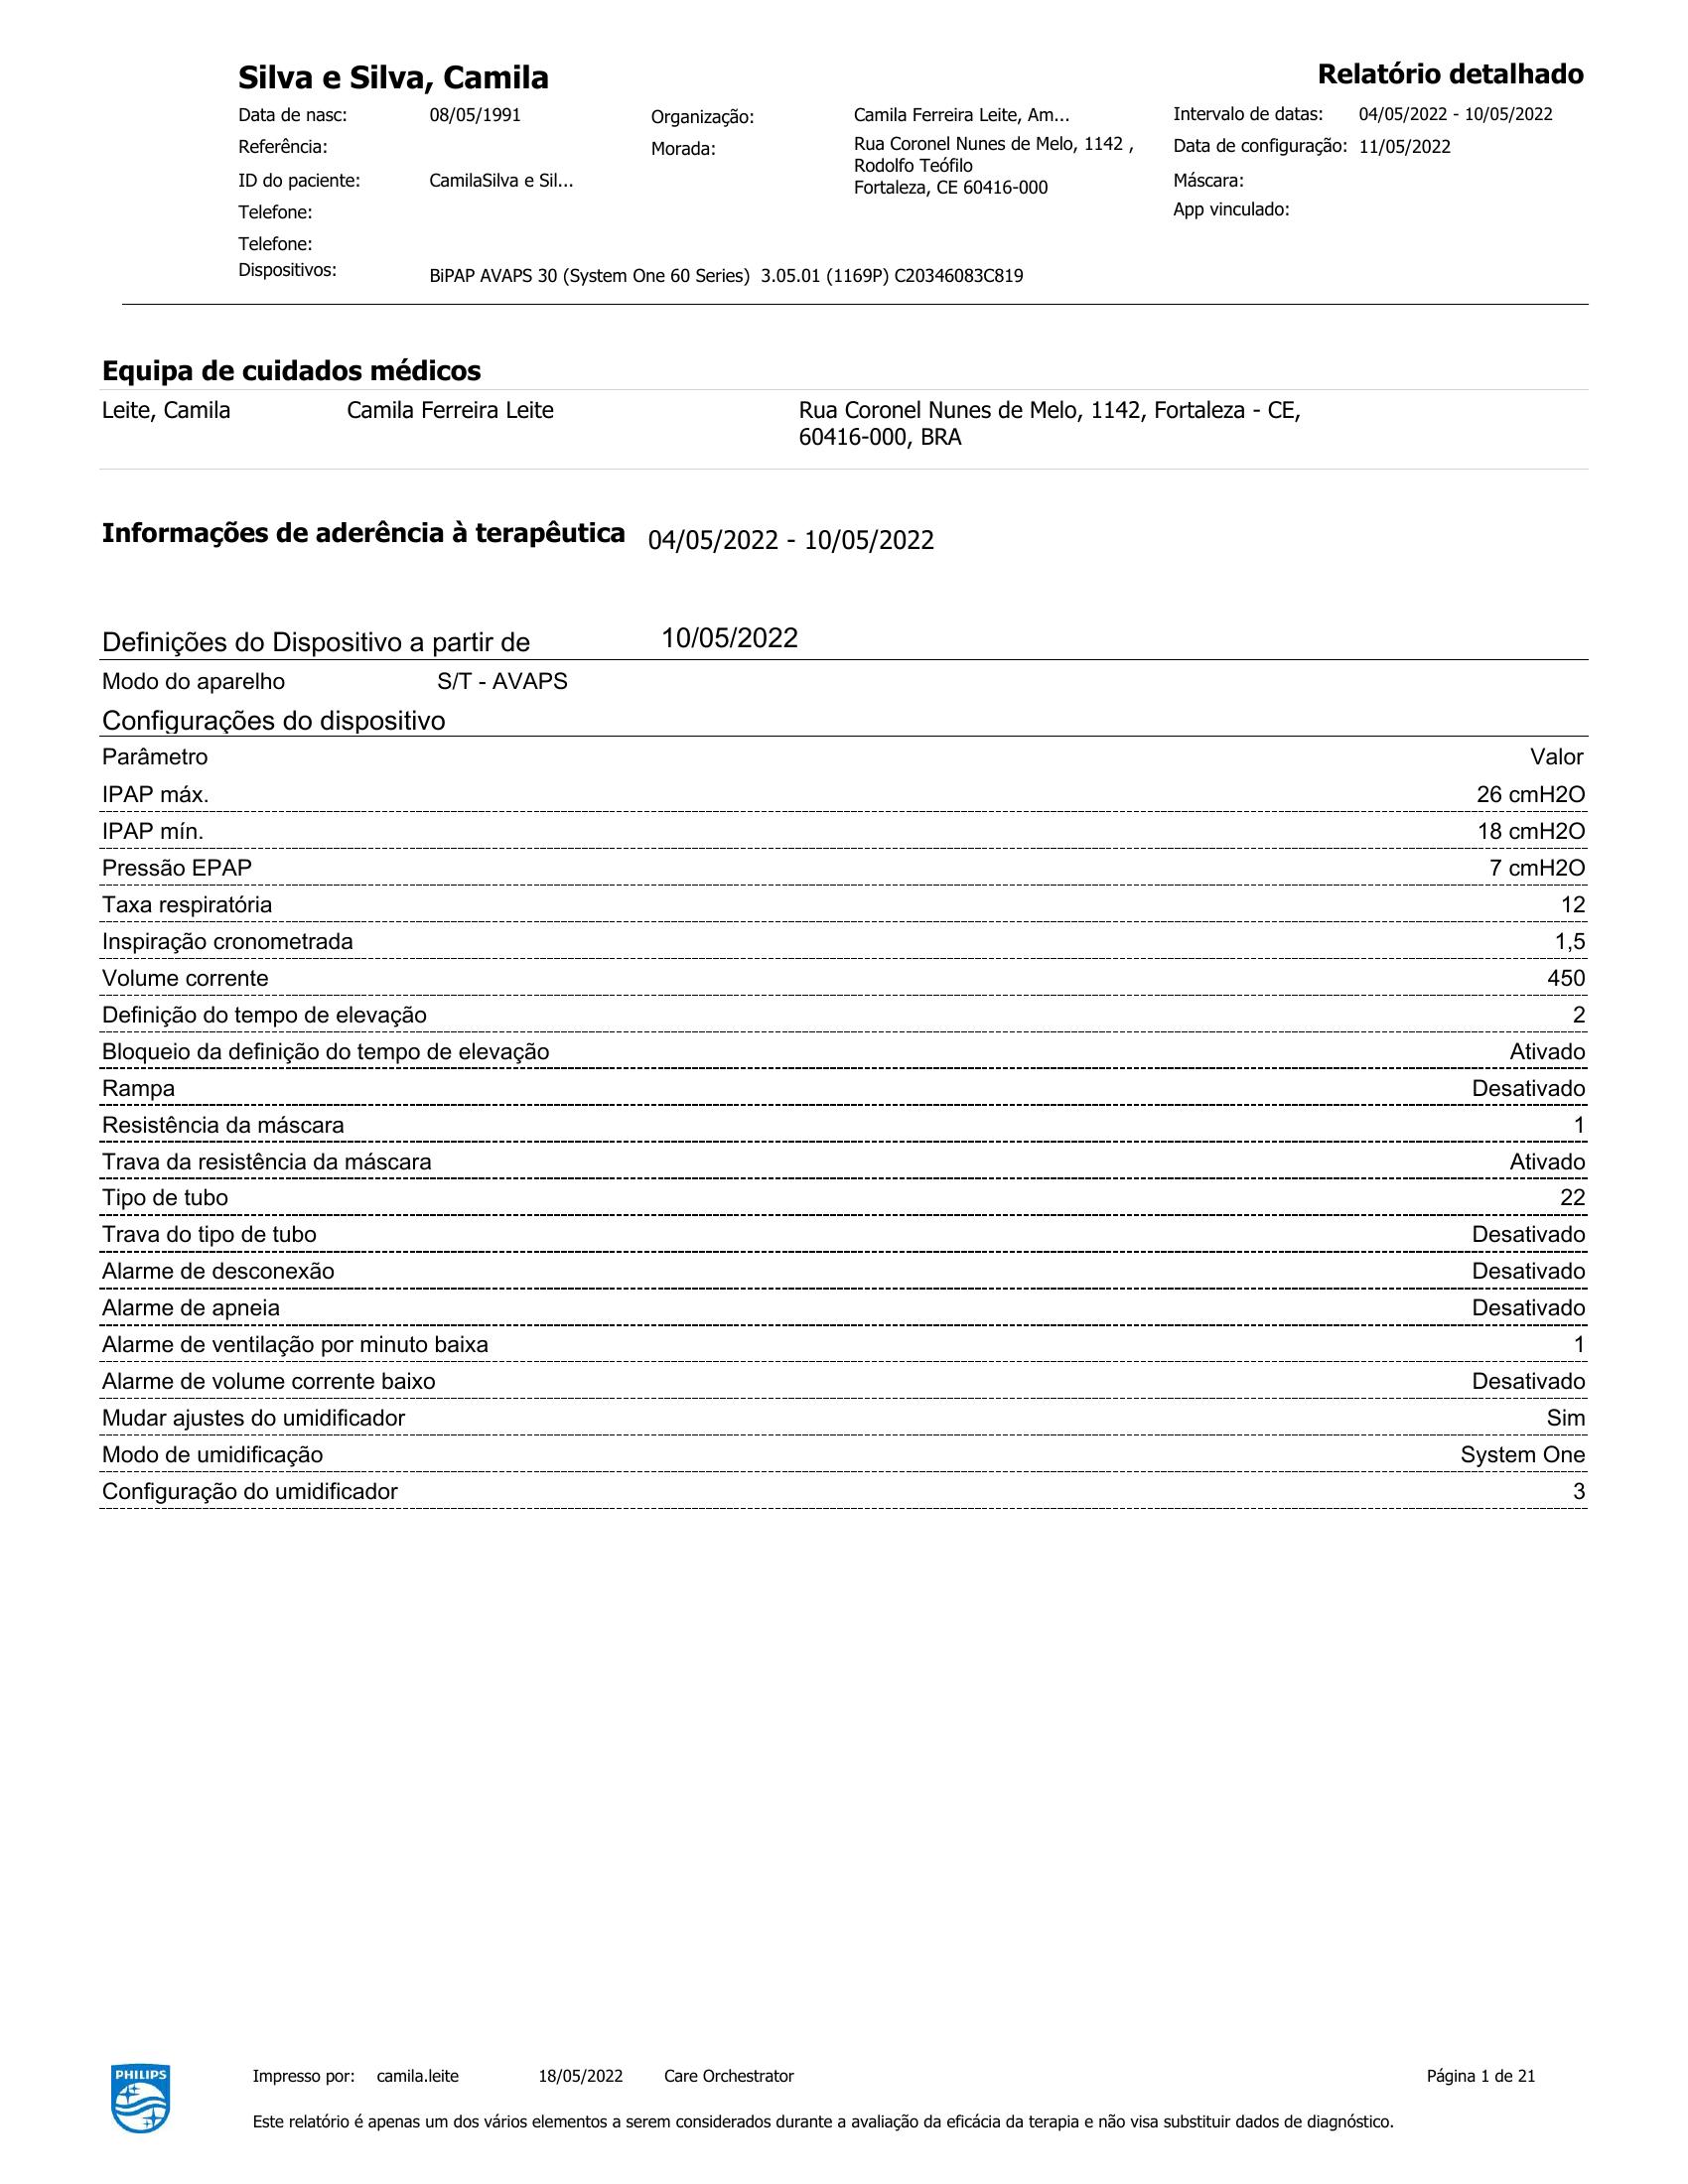 Silva e Silva, Camila
Relatório detalhado
Data de nasc: 08/05/1991
Referência:
ID do paciente: CamilaSilva e Sil...
Telefone:
Telefone:
Dispositivos: BiPAP AVAPS 30 (System One 60 Series) 3.05.01 (1169P) C20346083C819
Organização: Camila Ferreira Leite, Am...
Morada: Rua Coronel Nunes de Melo, 1142 ,
Rodolfo Teófilo
Fortaleza, CE 60416-000
Intervalo de datas: 04/05/2022 - 10/05/2022
Data de configuração: 11/05/2022
Máscara:
App vinculado:
Equipa de cuidados médicos
Leite, Camila Camila Ferreira Leite Rua Coronel Nunes de Melo, 1142, Fortaleza - CE,
60416-000, BRA
Informações de aderência à terapêutica 04/05/2022 - 10/05/2022
Definições do Dispositivo a partir de 10/05/2022
Modo do aparelho S/T - AVAPS
Configurações do dispositivo
Parâmetro Valor
IPAP máx. 26 cmH2O
IPAP mín. 18 cmH2O
Pressão EPAP 7 cmH2O
Taxa respiratória 12
Inspiração cronometrada 1,5
Volume corrente 450
Definição do tempo de elevação 2
Bloqueio da definição do tempo de elevação Ativado
Rampa Desativado
Resistência da máscara 1
Trava da resistência da máscara Ativado
Tipo de tubo 22
Trava do tipo de tubo Desativado
Alarme de desconexão Desativado
Alarme de apneia Desativado
Alarme de ventilação por minuto baixa 1
Alarme de volume corrente baixo Desativado
Mudar ajustes do umidificador Sim
Modo de umidificação System One
Configuração do umidificador 3
PHILIPS
Impresso por: camila.leite 18/05/2022 Care Orchestrator Página 1 de 21
Este relatório é apenas um dos vários elementos a serem considerados durante a avaliação da eficácia da terapia e não visa substituir dados de diagnóstico.